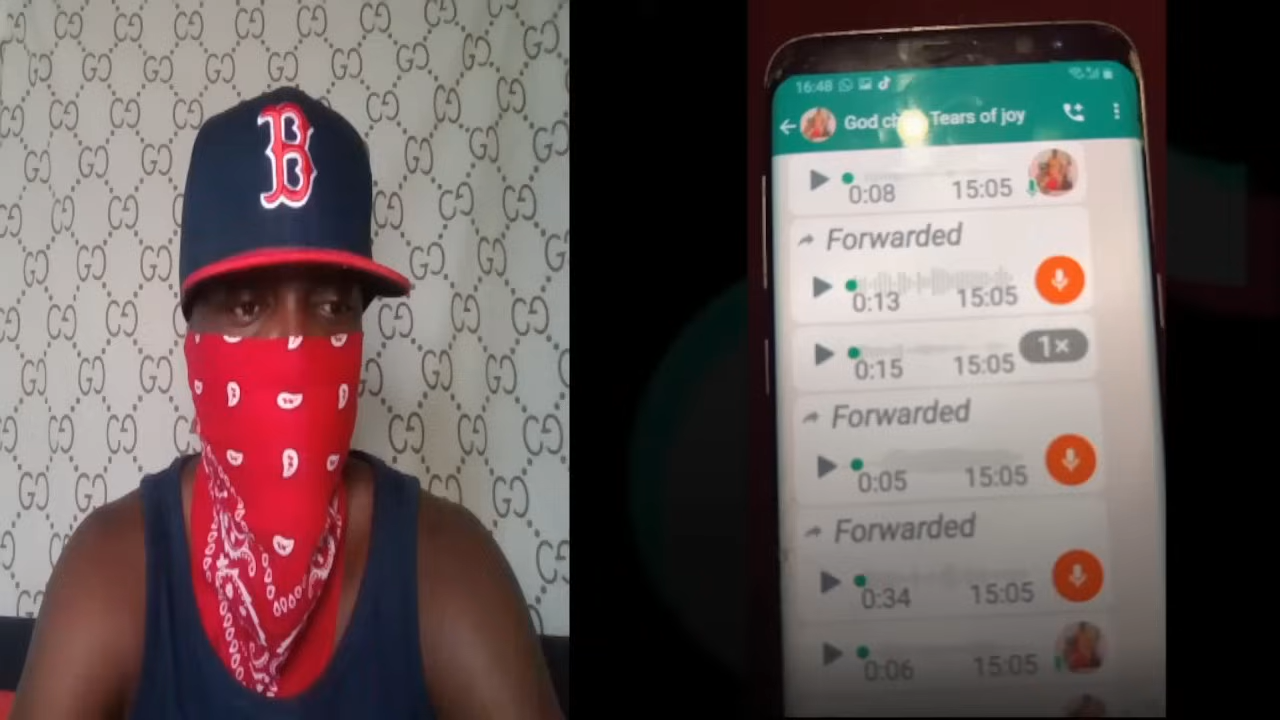 B
16:48
God Tears of joy
0:08 15:05
Forwarded
0:13 15:05
0:15 15:05 1×
Forwarded
0:05 15:05
Forwarded
0:34 15:05
0:06 15:05